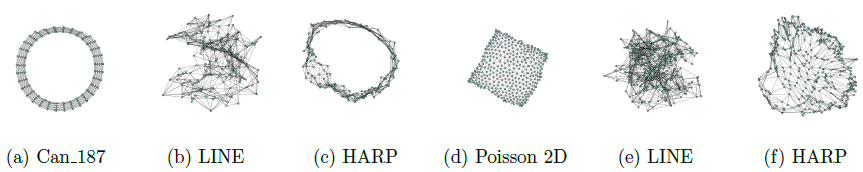 (a) Can_187 (b) LINE (c) HARP (d) Poisson 2D (e) LINE (f) HARP